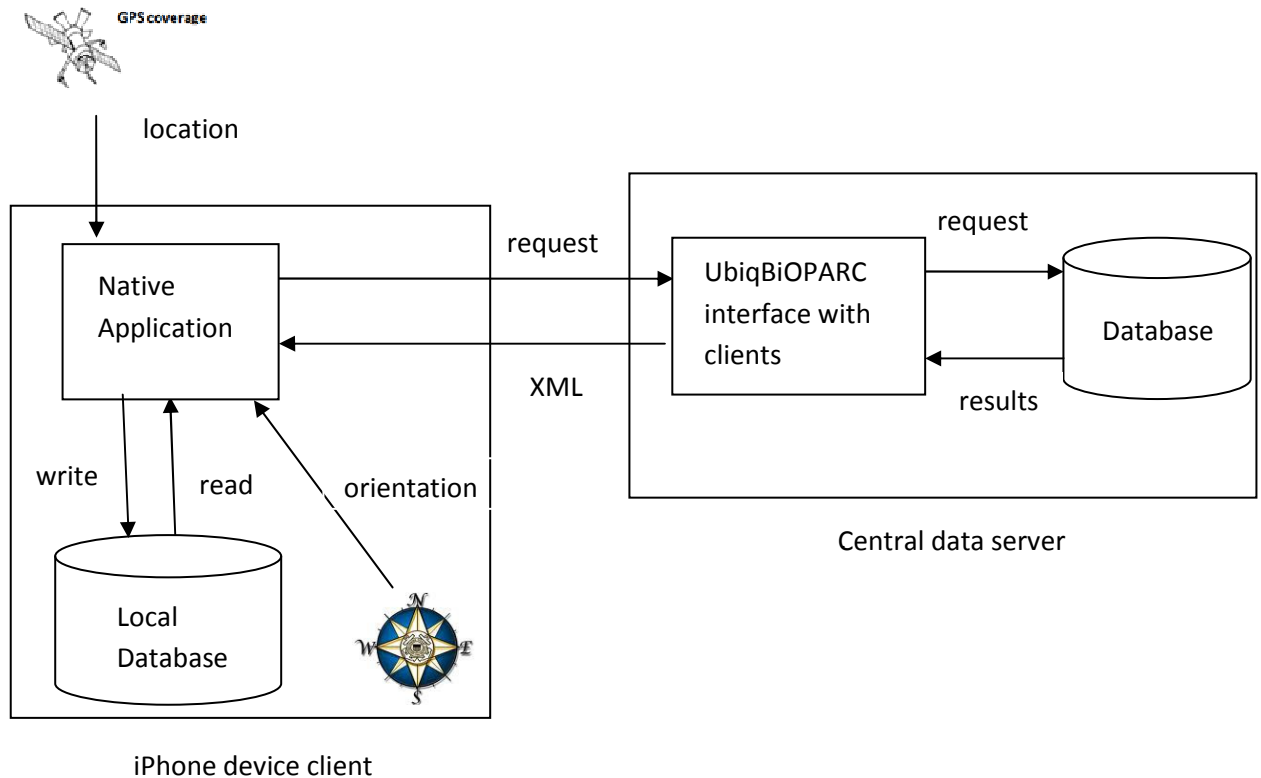 GPS coverage
location
request
request
Native
Application
UbiqBiOPARC
interface with
clients
Database
XML
results
write
read
orientation
Central data server
Local
Database
N
W
E
S
iPhone device client